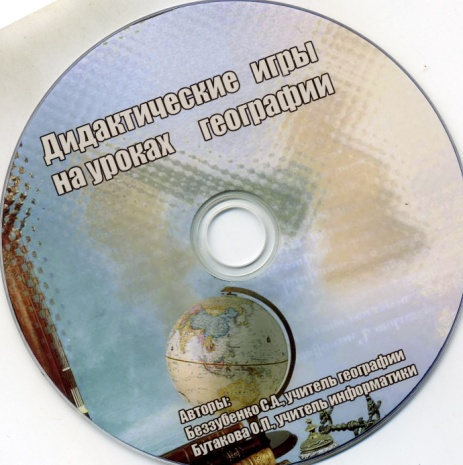 Дидактические игры
на уроках географии
Авторы:
Беззубенко С.А., учитель географии
Бутакова О.П., учитель информатики